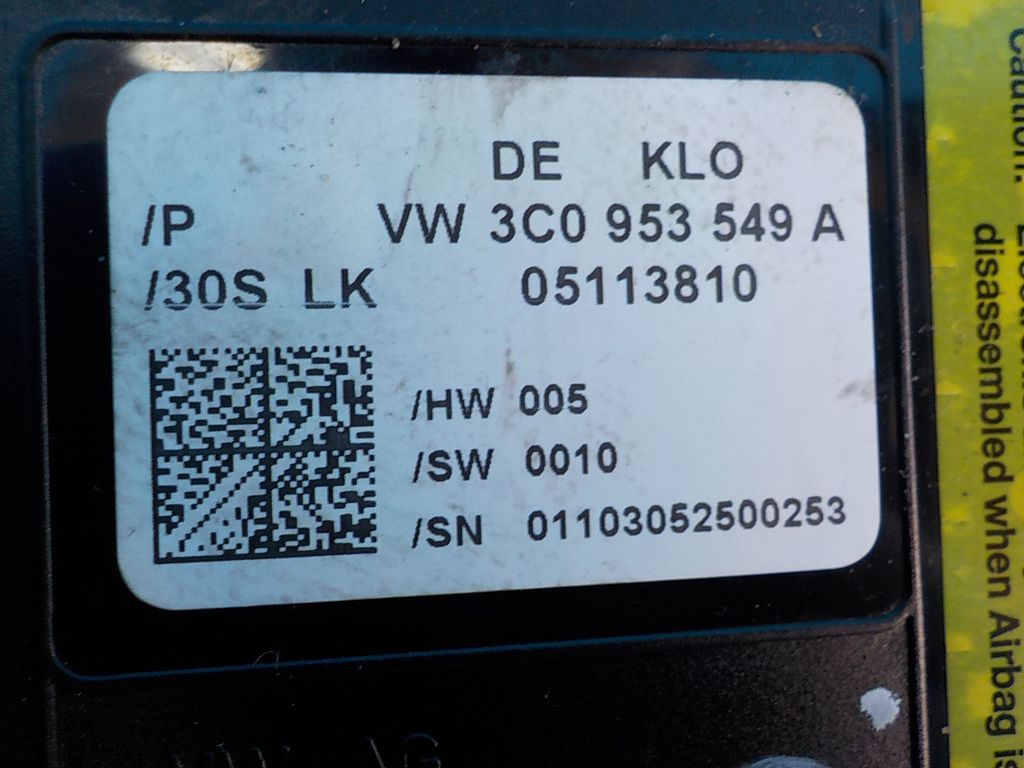 DE KLO
/P VW 3C0 953 549 A
/30S LK 05113810
/HW 005
/SW 0010
/SN 01103052500253
Caution:
disassembled when Airbag is